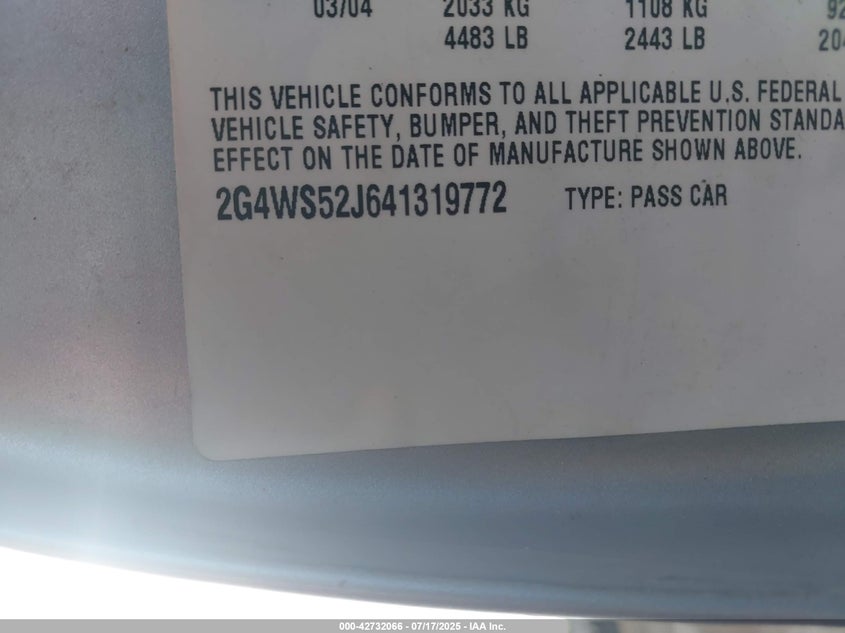 03/04 2033 KG 1108 KG 92
4483 LB 2443 LB 204
THIS VEHICLE CONFORMS TO ALL APPLICABLE U.S. FEDERAL
VEHICLE SAFETY, BUMPER, AND THEFT PREVENTION STANDA
EFFECT ON THE DATE OF MANUFACTURE SHOWN ABOVE.
2G4WS52J641319772 TYPE: PASS CAR
000-42732066 - 07/17/2025 - IAA Inc.